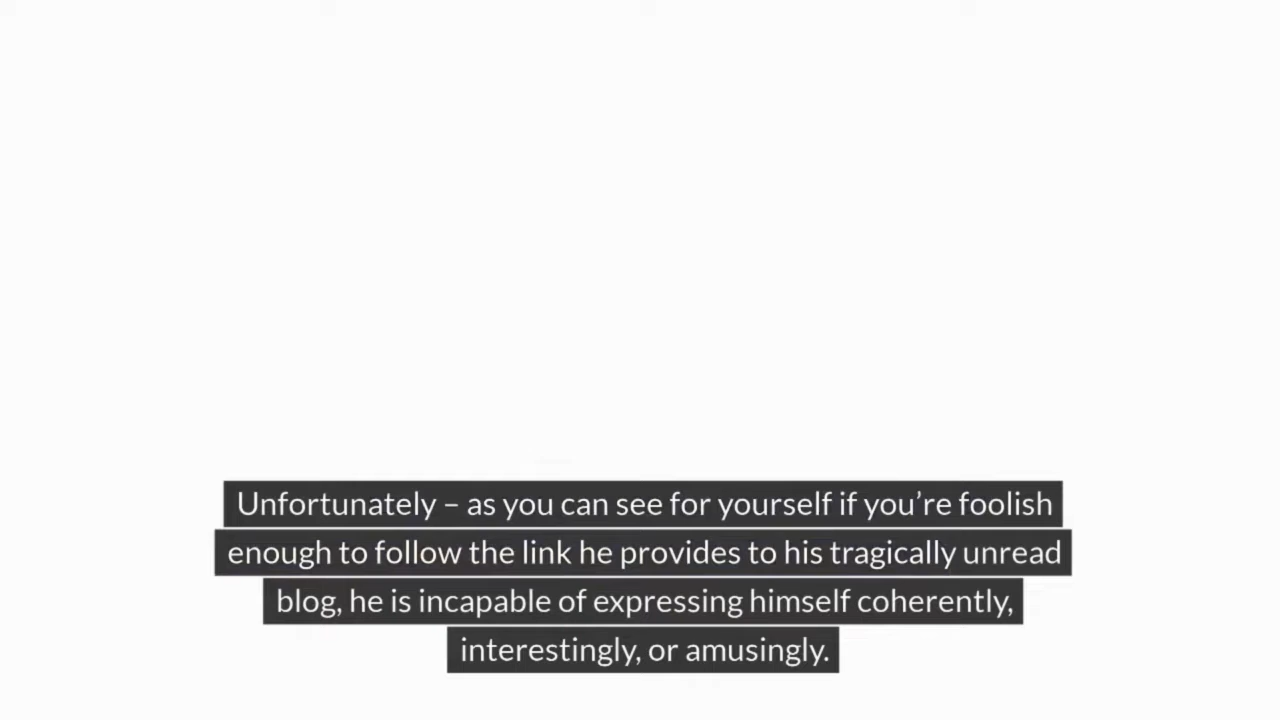 Unfortunately – as you can see for yourself if you’re foolish
enough to follow the link he provides to his tragically unread
blog, he is incapable of expressing himself coherently,
interestingly, or amusingly.